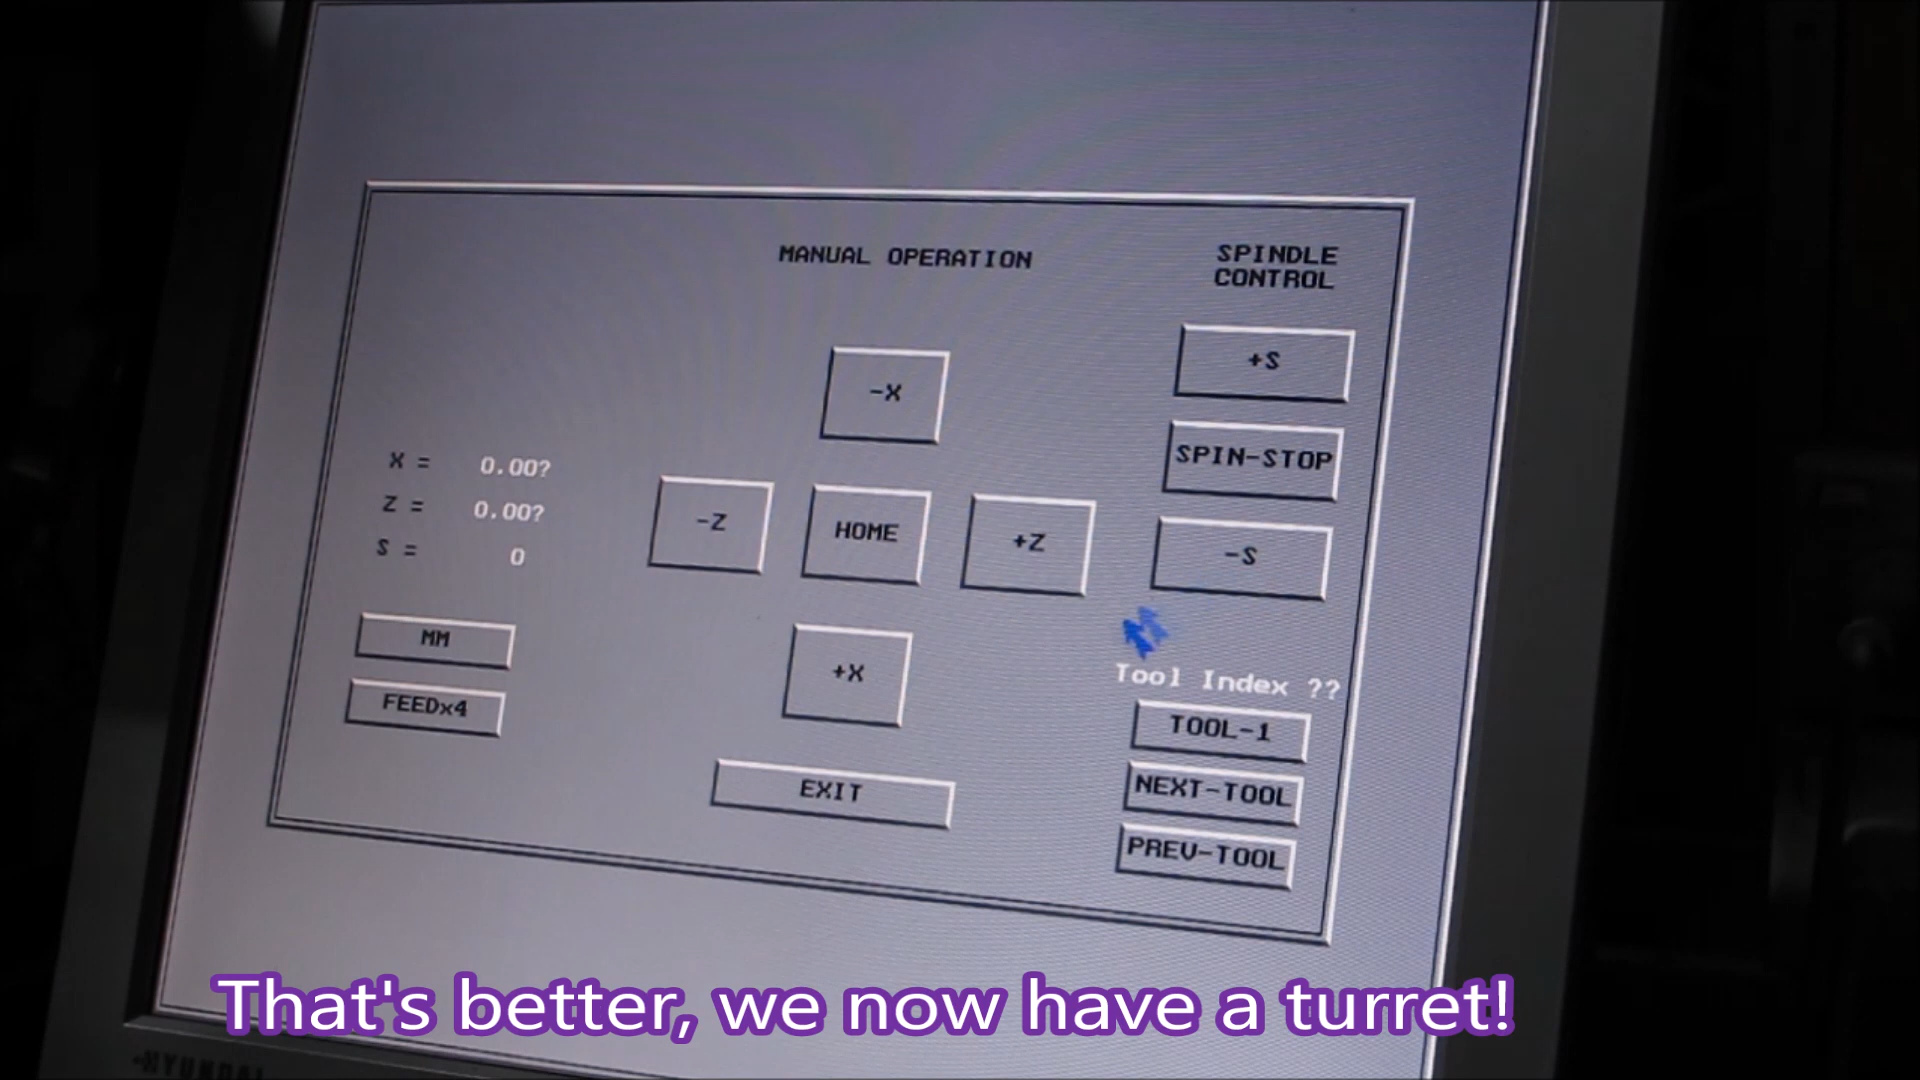 MANUAL OPERATION
SPINDLE
CONTROL
-X
+S
SPIN-STOP
X = 0.00?
Z = 0.00?
S = 0
-Z
HOME
+Z
-S
MM
FEEDx4
+X
Tool Index ??
TOOL-1
NEXT-TOOL
PREV-TOOL
EXIT
That's better, we now have a turret!
HYUNDAI